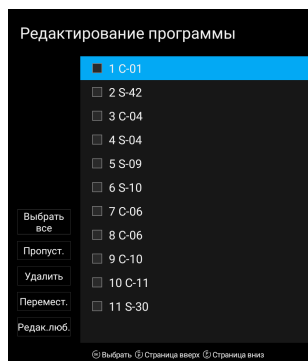 Редактирование программы
1 C-01
2 S-42
3 C-04
4 S-04
5 S-09
6 S-10
7 C-06
8 C-06
9 C-10
10 C-11
11 S-30
Выбрать
все
Пропуст.
Удалить
Перемест.
Редак.люб.
Выбрать Страница вверх Страница вниз